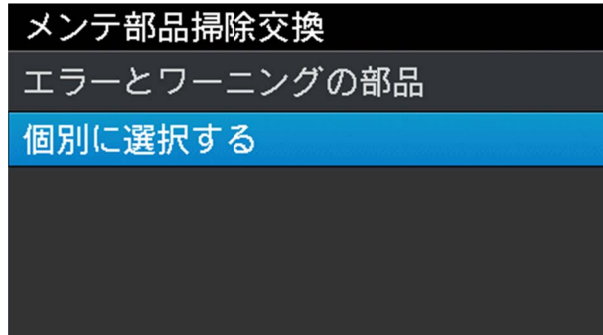 メンテ部品掃除交換
エラーとワーニングの部品
個別に選択する